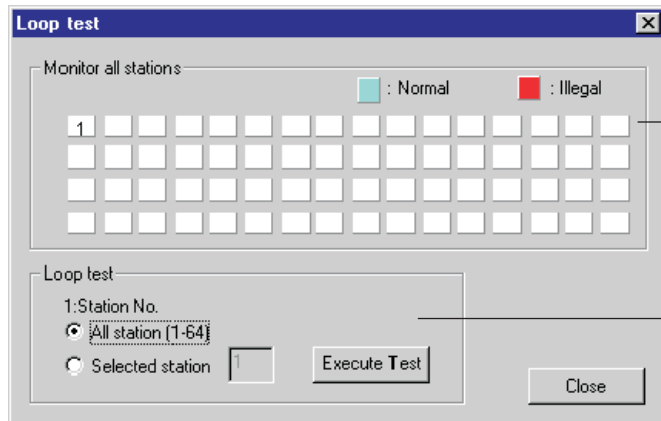 Loop test
Monitor all stations
: Normal : Illegal
1
Loop test
1:Station No.
All station (1-64)
Selected station 1
Execute Test
Close